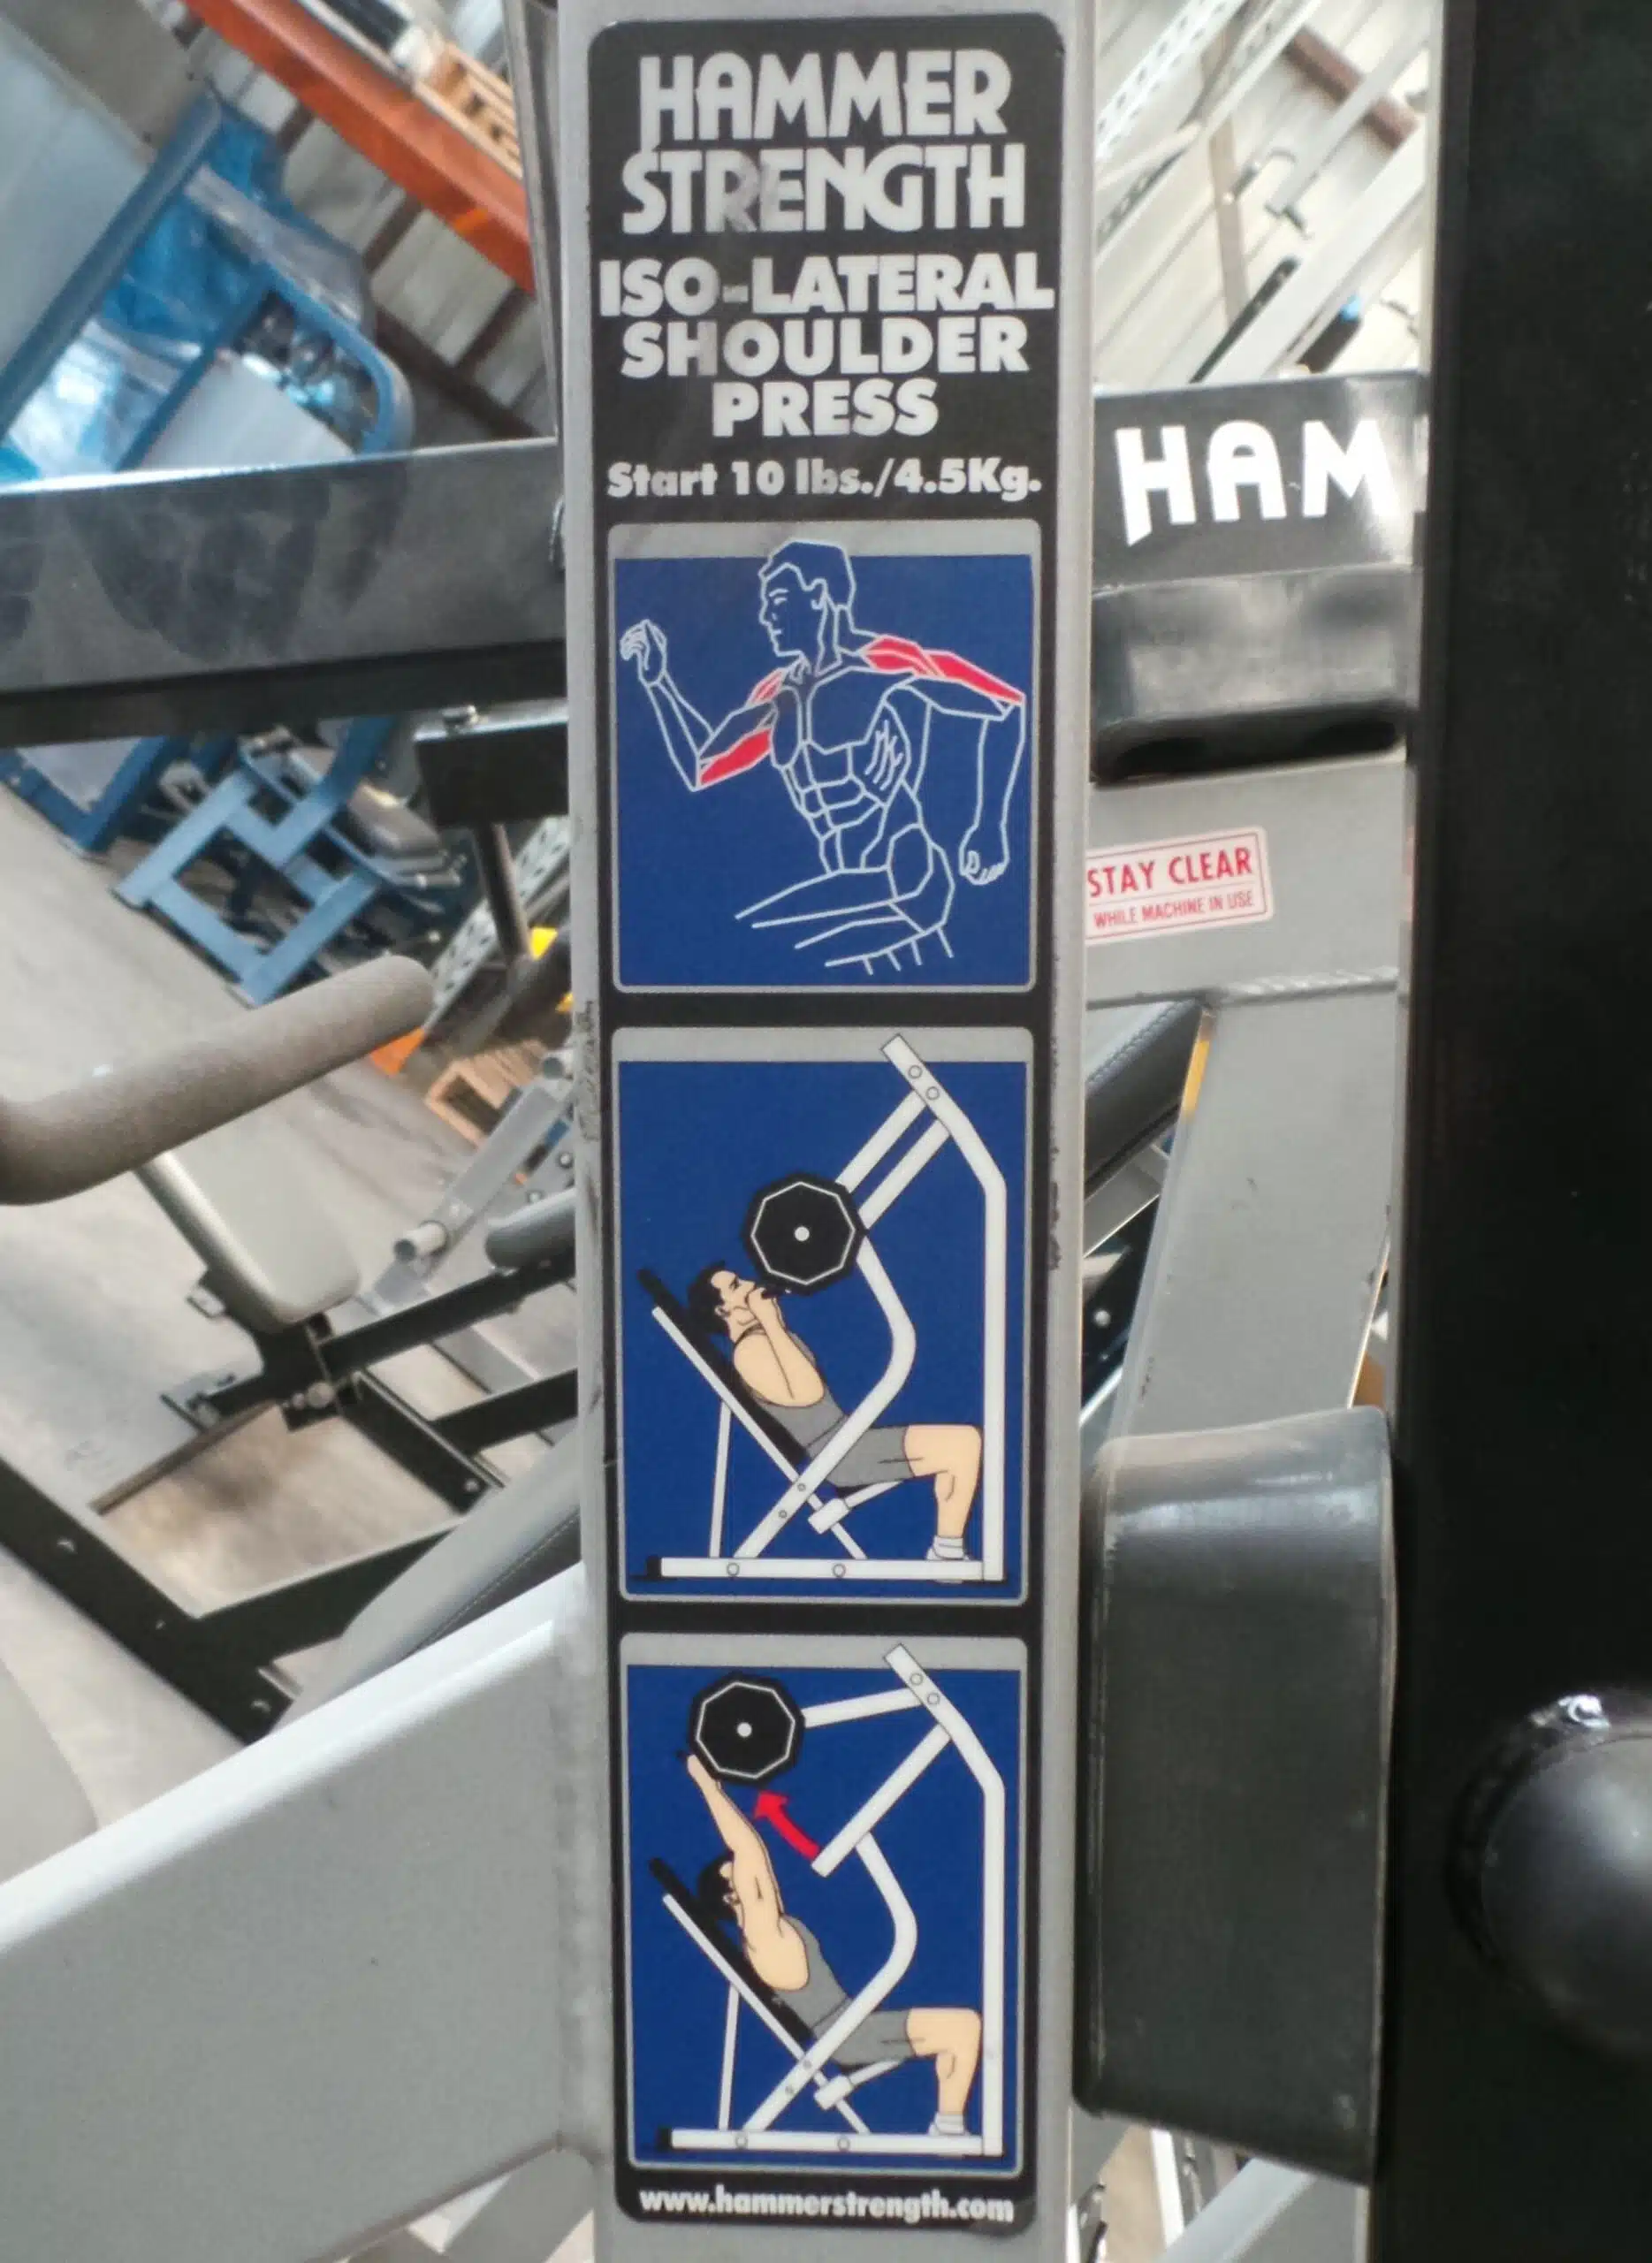 HAMMER
STRENGTH
ISO-LATERAL
SHOULDER
PRESS
Start 10 lbs./4.5Kg.
HAM
STAY CLEAR
WHILE MACHINE IN USE
www.hammerstrength.com